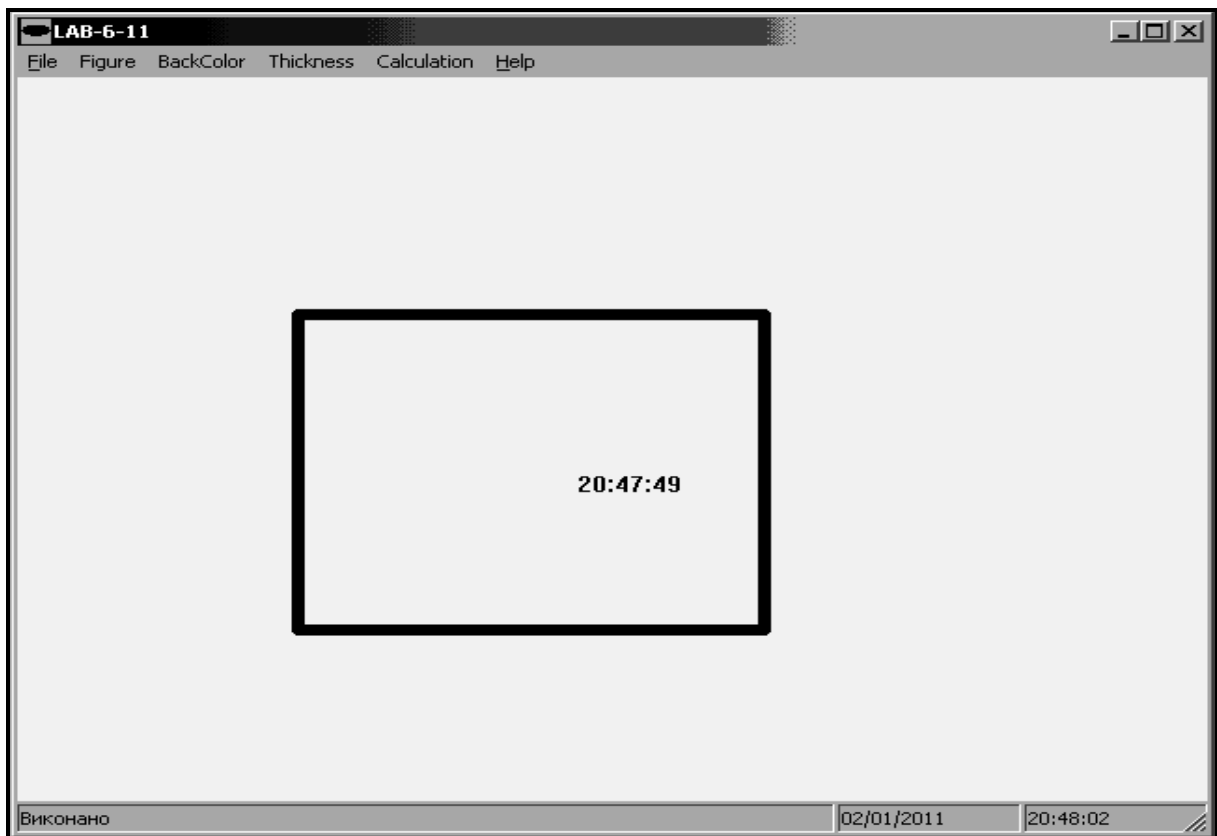 LAB-6-11
File Figure BackColor Thickness Calculation Help
20:47:49
Виконано 02/01/2011 20:48:02